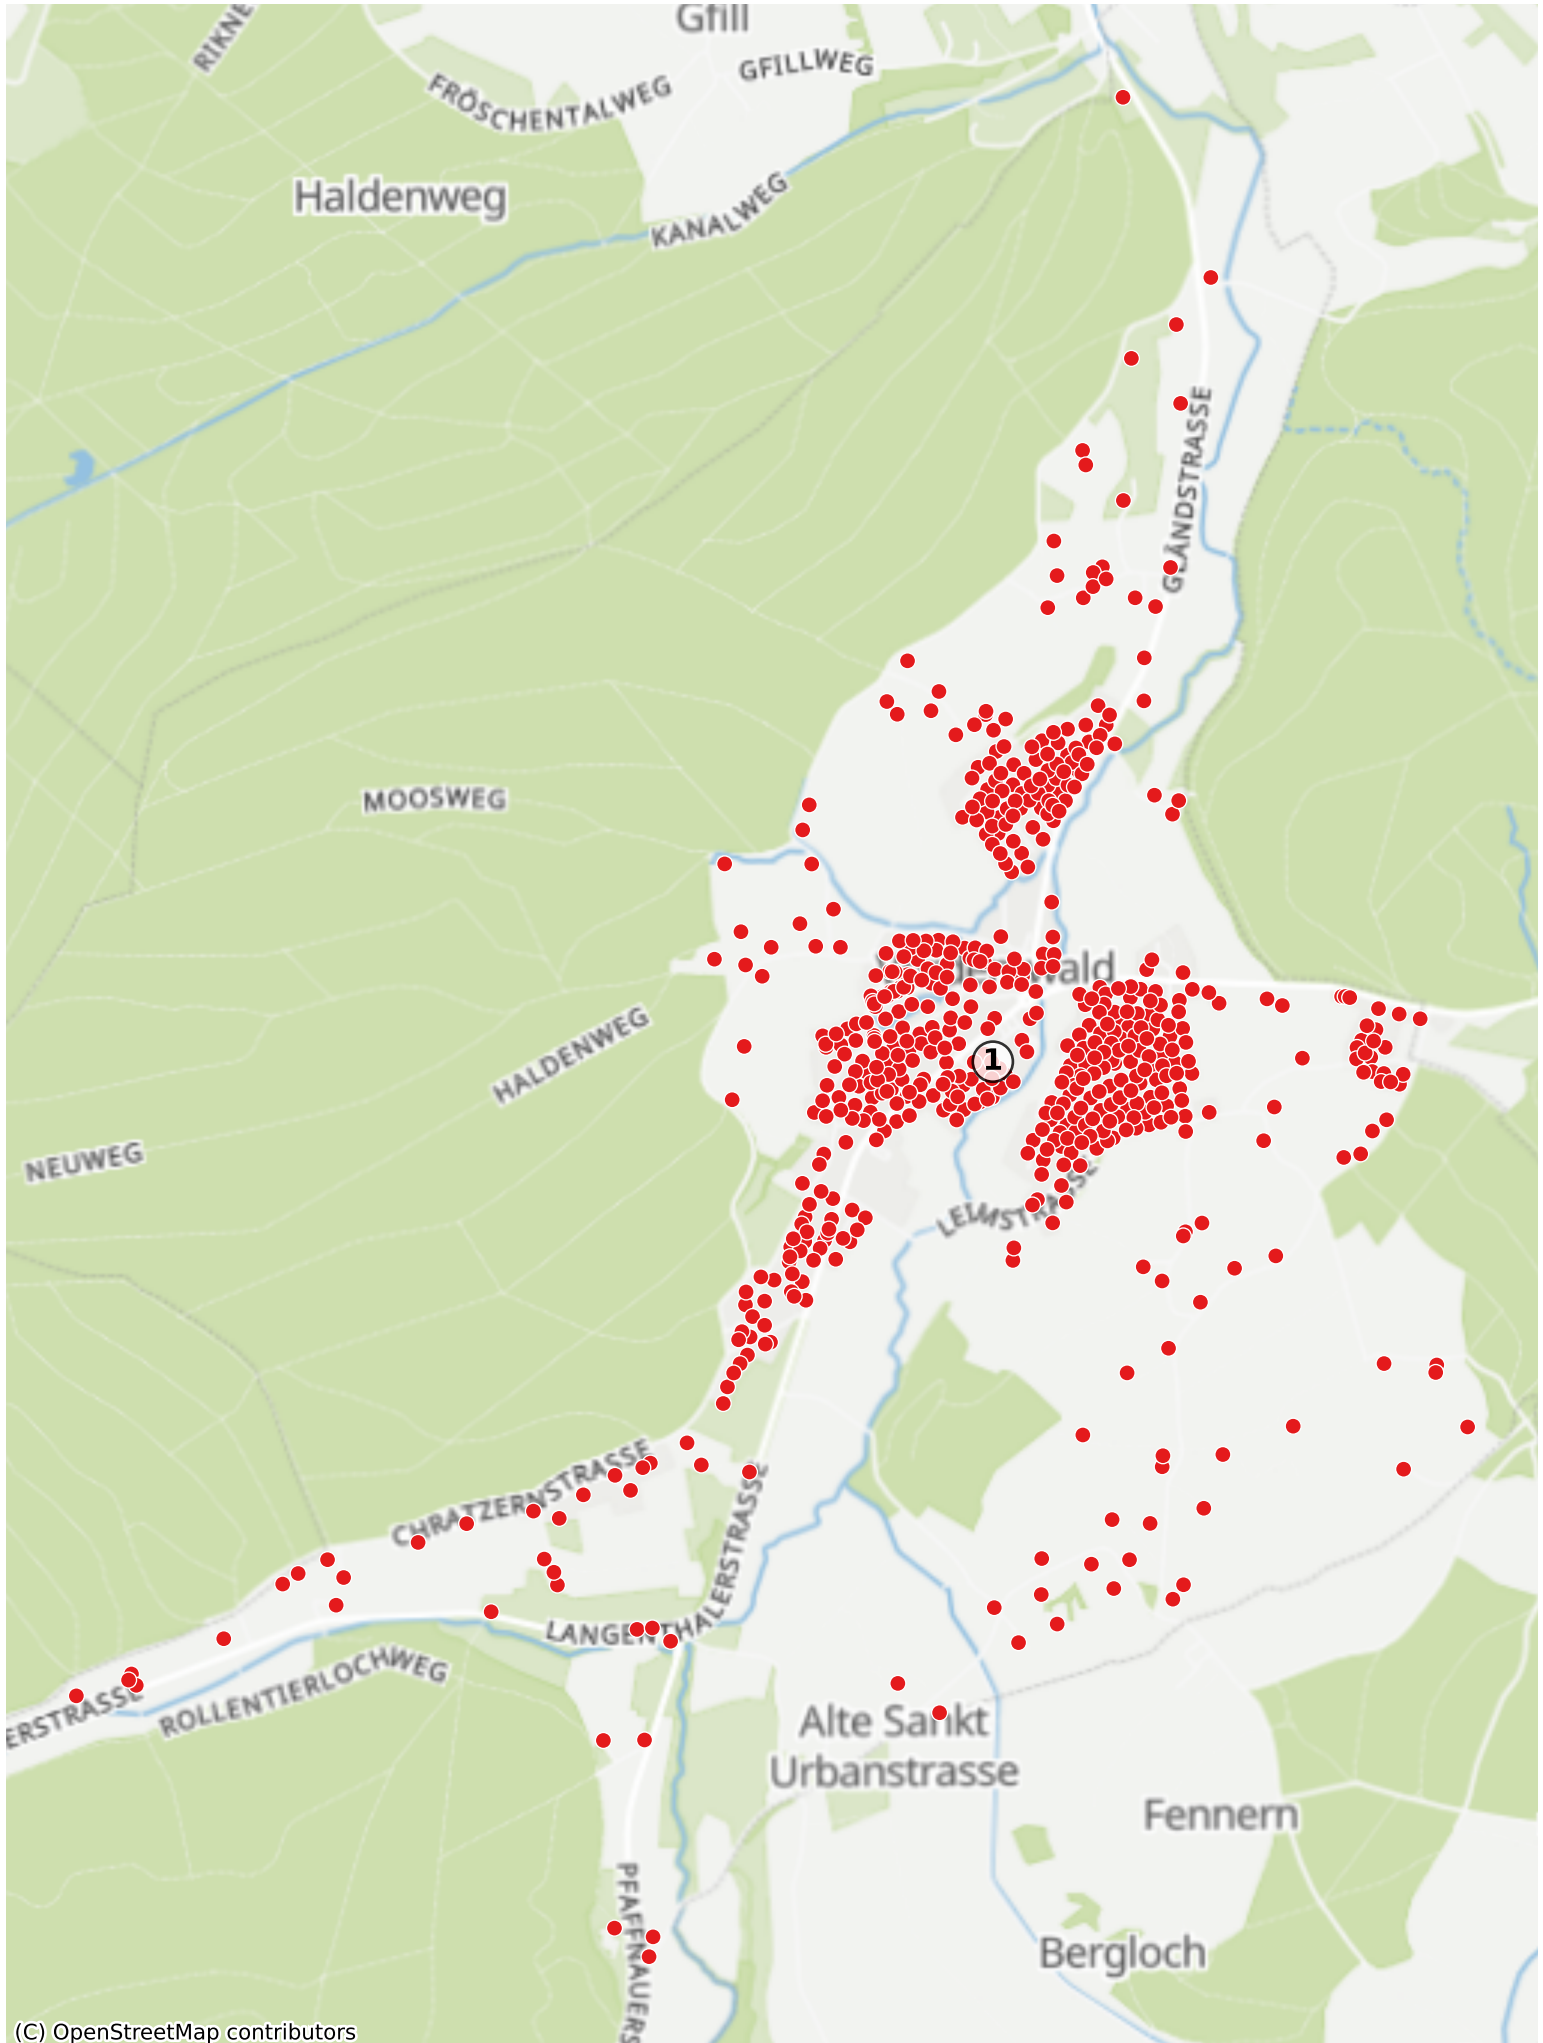 Gfill
RIKNE
GFILLWEG
FRÖSCHENTALWEG
Haldenweg
KANALWEG
GLÄNDSTRASSE
MOOSWEG
wald
HALDENWEG
1
NEUWEG
LEIMSTRASSE
CHRATZERNSTRASSE
LANGENTHALERSTRASSE
ROLLENTIERLOCHWEG
ERSTRASSE
Alte Sankt
Urbanstrasse
Fennern
PFAFFNAUERS
Bergloch
(C) OpenStreetMap contributors